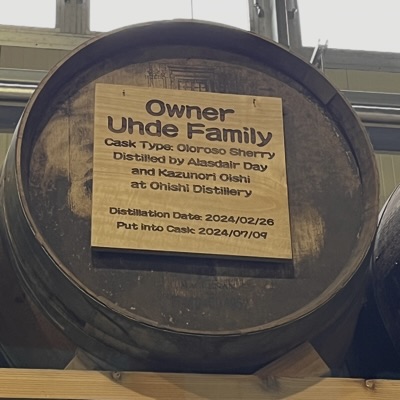 Owner
Uhde Family
Cask Type: Oloroso Sherry
Distilled by Alasdair Day
and Kazunori Oishi
at Ohishi Distillery
Distillation Date: 2024/02/26
Put into Cask: 2024/07/09